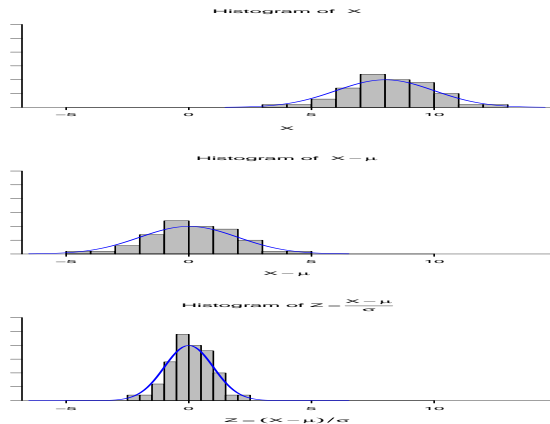 Histogram of X
−5 0 5 10
X
Histogram of X − μ
−5 0 5 10
X − μ
Histogram of Z = (X − μ)/σ
−5 0 5 10
Z = (X − μ)/σ